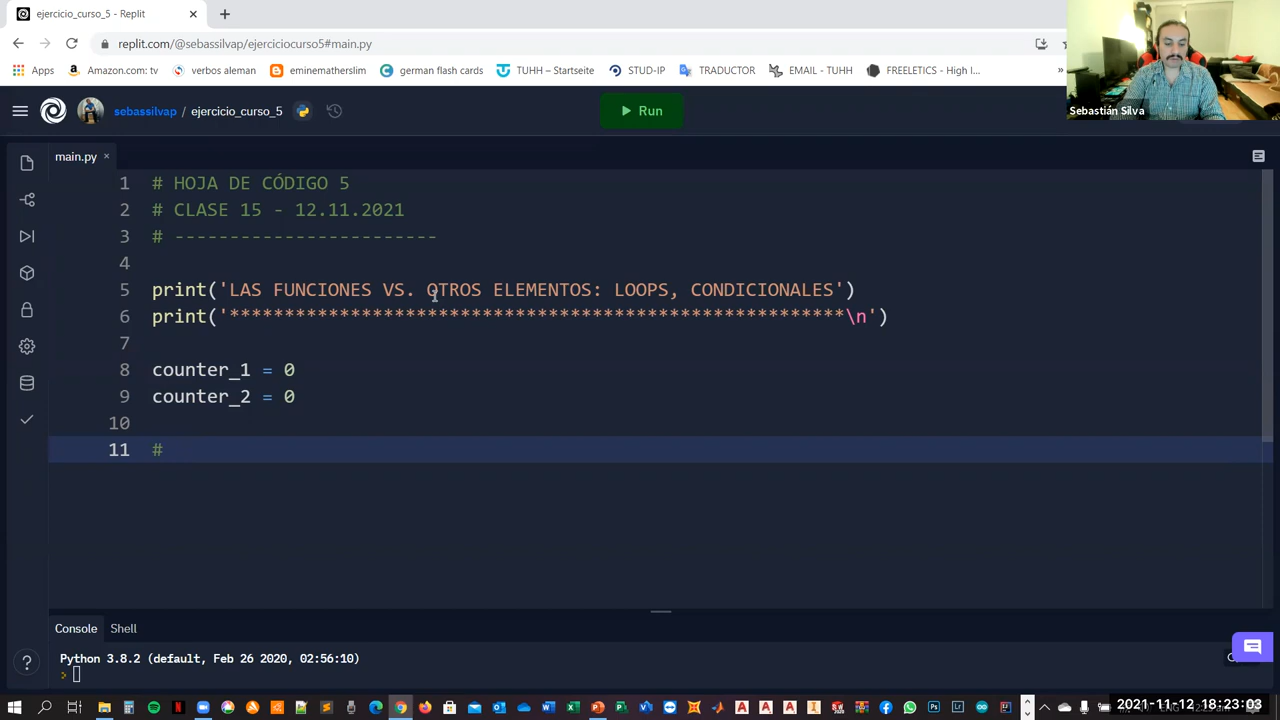 ejercicio_curso_5 - Replit
replit.com/@sebassilvap/ejerciciocurso5#main.py
Apps
Amazon.com: tv
verbos aleman
eminematherslim
german flash cards
TUHH – Startseite
STUD-IP
TRADUCTOR
EMAIL - TUHH
FREELETICS - High I...
»
Sebastián Silva
sebassilvap / ejercicio_curso_5
Run
main.py
1 # HOJA DE CÓDIGO 5
2 # CLASE 15 - 12.11.2021
3 # ------------------------
4
5 print('LAS FUNCIONES VS. OTROS ELEMENTOS: LOOPS, CONDICIONALES')
6 print('********************************************************\n')
7
8 counter_1 = 0
9 counter_2 = 0
10
11 #
Console
Shell
Python 3.8.2 (default, Feb 26 2020, 02:56:10)
2021-11-12 18:23:03